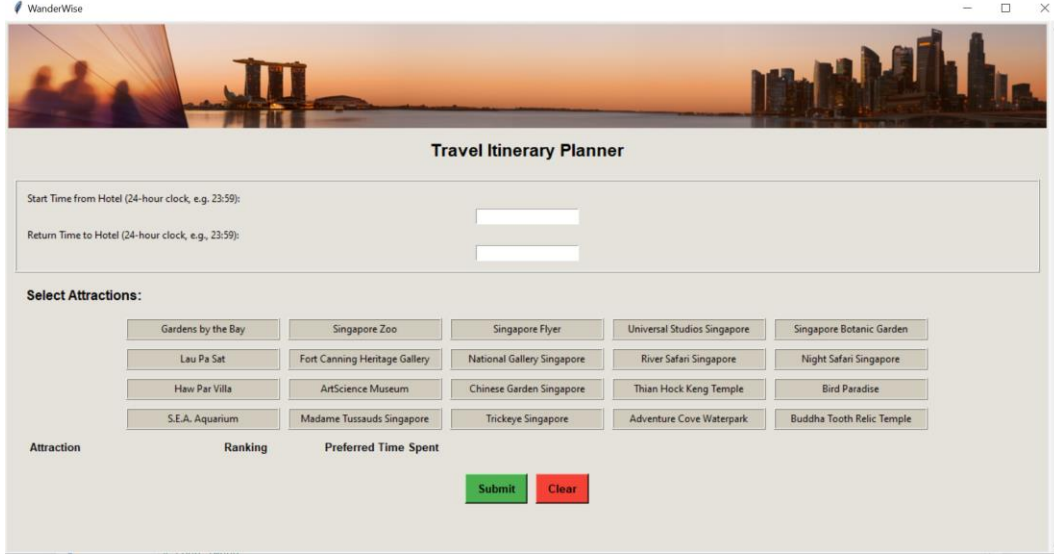 WanderWise
Travel Itinerary Planner
Start Time from Hotel (24-hour clock, e.g. 23:59):
Return Time to Hotel (24-hour clock, e.g., 23:59):
Select Attractions:
Gardens by the Bay Singapore Zoo Singapore Flyer Universal Studios Singapore Singapore Botanic Garden
Lau Pa Sat Fort Canning Heritage Gallery National Gallery Singapore River Safari Singapore Night Safari Singapore
Haw Par Villa ArtScience Museum Chinese Garden Singapore Thian Hock Keng Temple Bird Paradise
S.E.A. Aquarium Madame Tussauds Singapore Trickeye Singapore Adventure Cove Waterpark Buddha Tooth Relic Temple
Attraction Ranking Preferred Time Spent
Submit Clear